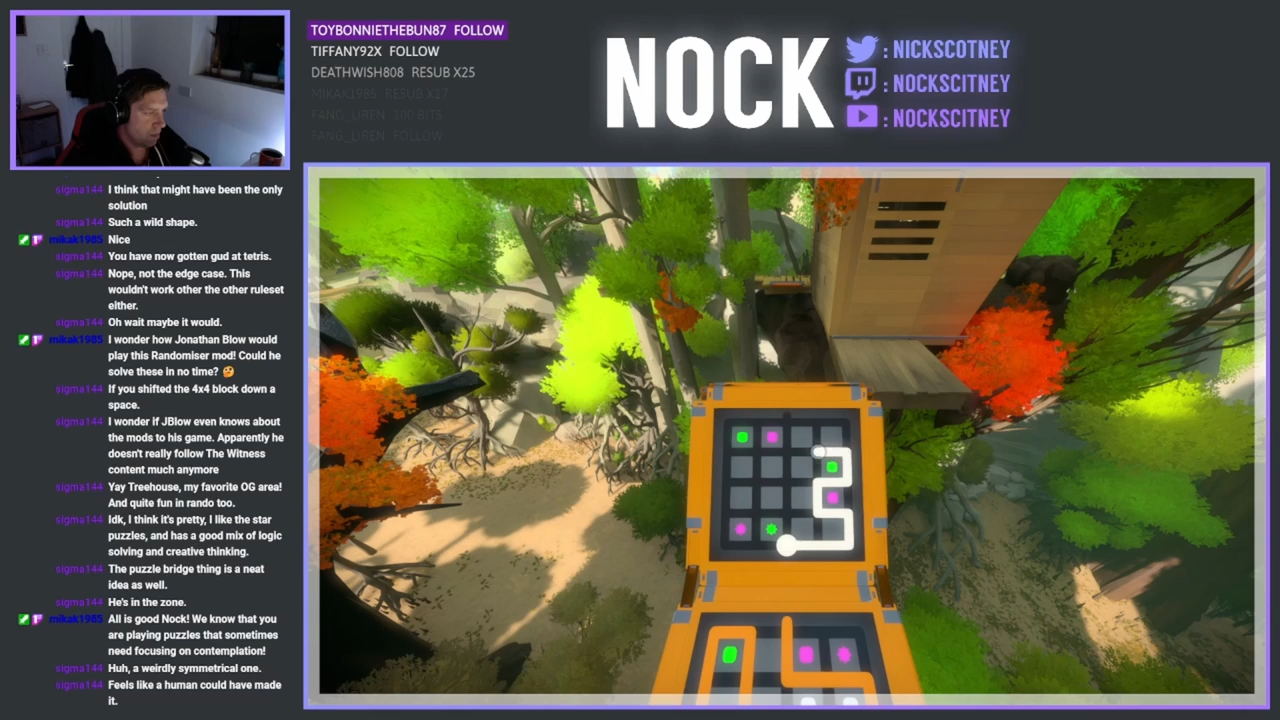 TOYBONNIETHEBUN87 FOLLOW
TIFFANY92X FOLLOW
DEATHWISH808 RESUB X25
MIKAK1985 RESUB X17
FANG_LIREN 100 BITS
FANG_LIREN FOLLOW
NOCK
: NICKSCOTNEY
: NOCKSCITNEY
: NOCKSCITNEY
sigma144 I think that might have been the only
solution
sigma144 Such a wild shape.
mikak1985 Nice
sigma144 You have now gotten gud at tetris.
sigma144 Nope, not the edge case. This
wouldn't work other the other ruleset
either.
sigma144 Oh wait maybe it would.
mikak1985 I wonder how Jonathan Blow would
play this Randomiser mod! Could he
solve these in no time? 🤔
sigma144 If you shifted the 4x4 block down a
space.
sigma144 I wonder if JBlow even knows about
the mods to his game. Apparently he
doesn't really follow The Witness
content much anymore
sigma144 Yay Treehouse, my favorite OG area!
And quite fun in rando too.
sigma144 Idk, I think it's pretty, I like the star
puzzles, and has a good mix of logic
solving and creative thinking.
sigma144 The puzzle bridge thing is a neat
idea as well.
sigma144 He's in the zone.
mikak1985 All is good Nock! We know that you
are playing puzzles that sometimes
need focusing on contemplation!
sigma144 Huh, a weirdly symmetrical one.
sigma144 Feels like a human could have made
it.